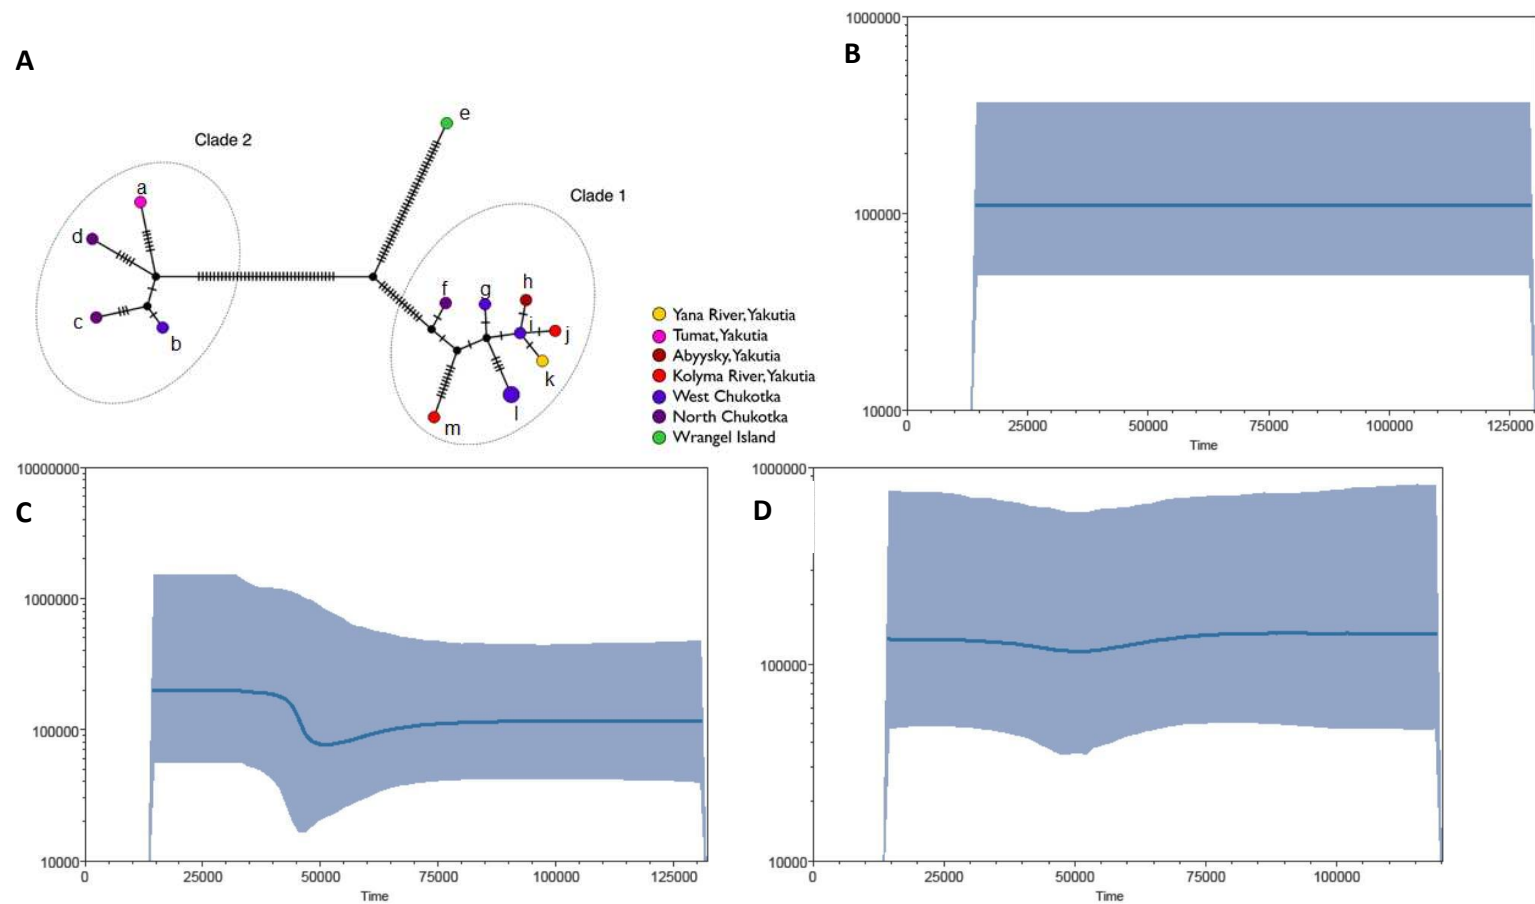 A
Clade 2
Clade 1
a
b
c
d
e
f
g
h
i
j
k
l
m
Yana River, Yakutia
Tumat, Yakutia
Abyysky, Yakutia
Kolyma River, Yakutia
West Chukotka
North Chukotka
Wrangel Island
B
1000000
100000
10000
0 25000 50000 75000 100000 125000
Time
C
10000000
1000000
100000
10000
0 25000 50000 75000 100000 125000
Time
D
1000000
100000
10000
0 25000 50000 75000 100000
Time